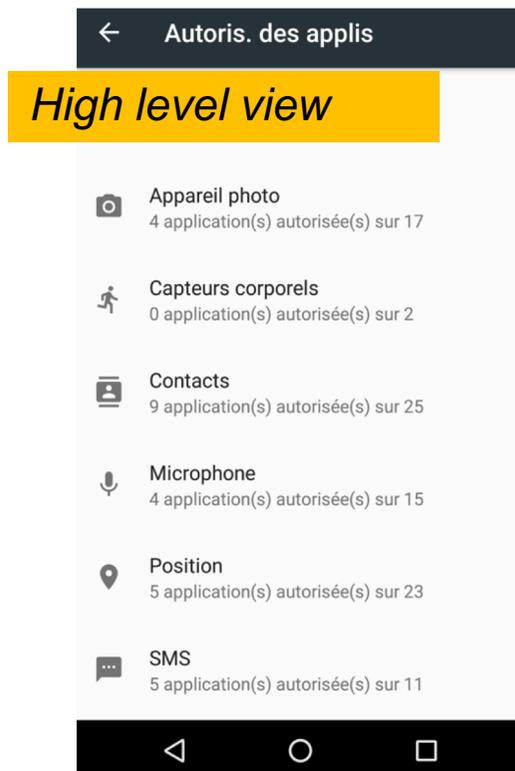 Autoris. des applis
High level view
Appareil photo
4 application(s) autorisée(s) sur 17
Capteurs corporels
0 application(s) autorisée(s) sur 2
Contacts
9 application(s) autorisée(s) sur 25
Microphone
4 application(s) autorisée(s) sur 15
Position
5 application(s) autorisée(s) sur 23
SMS
5 application(s) autorisée(s) sur 11